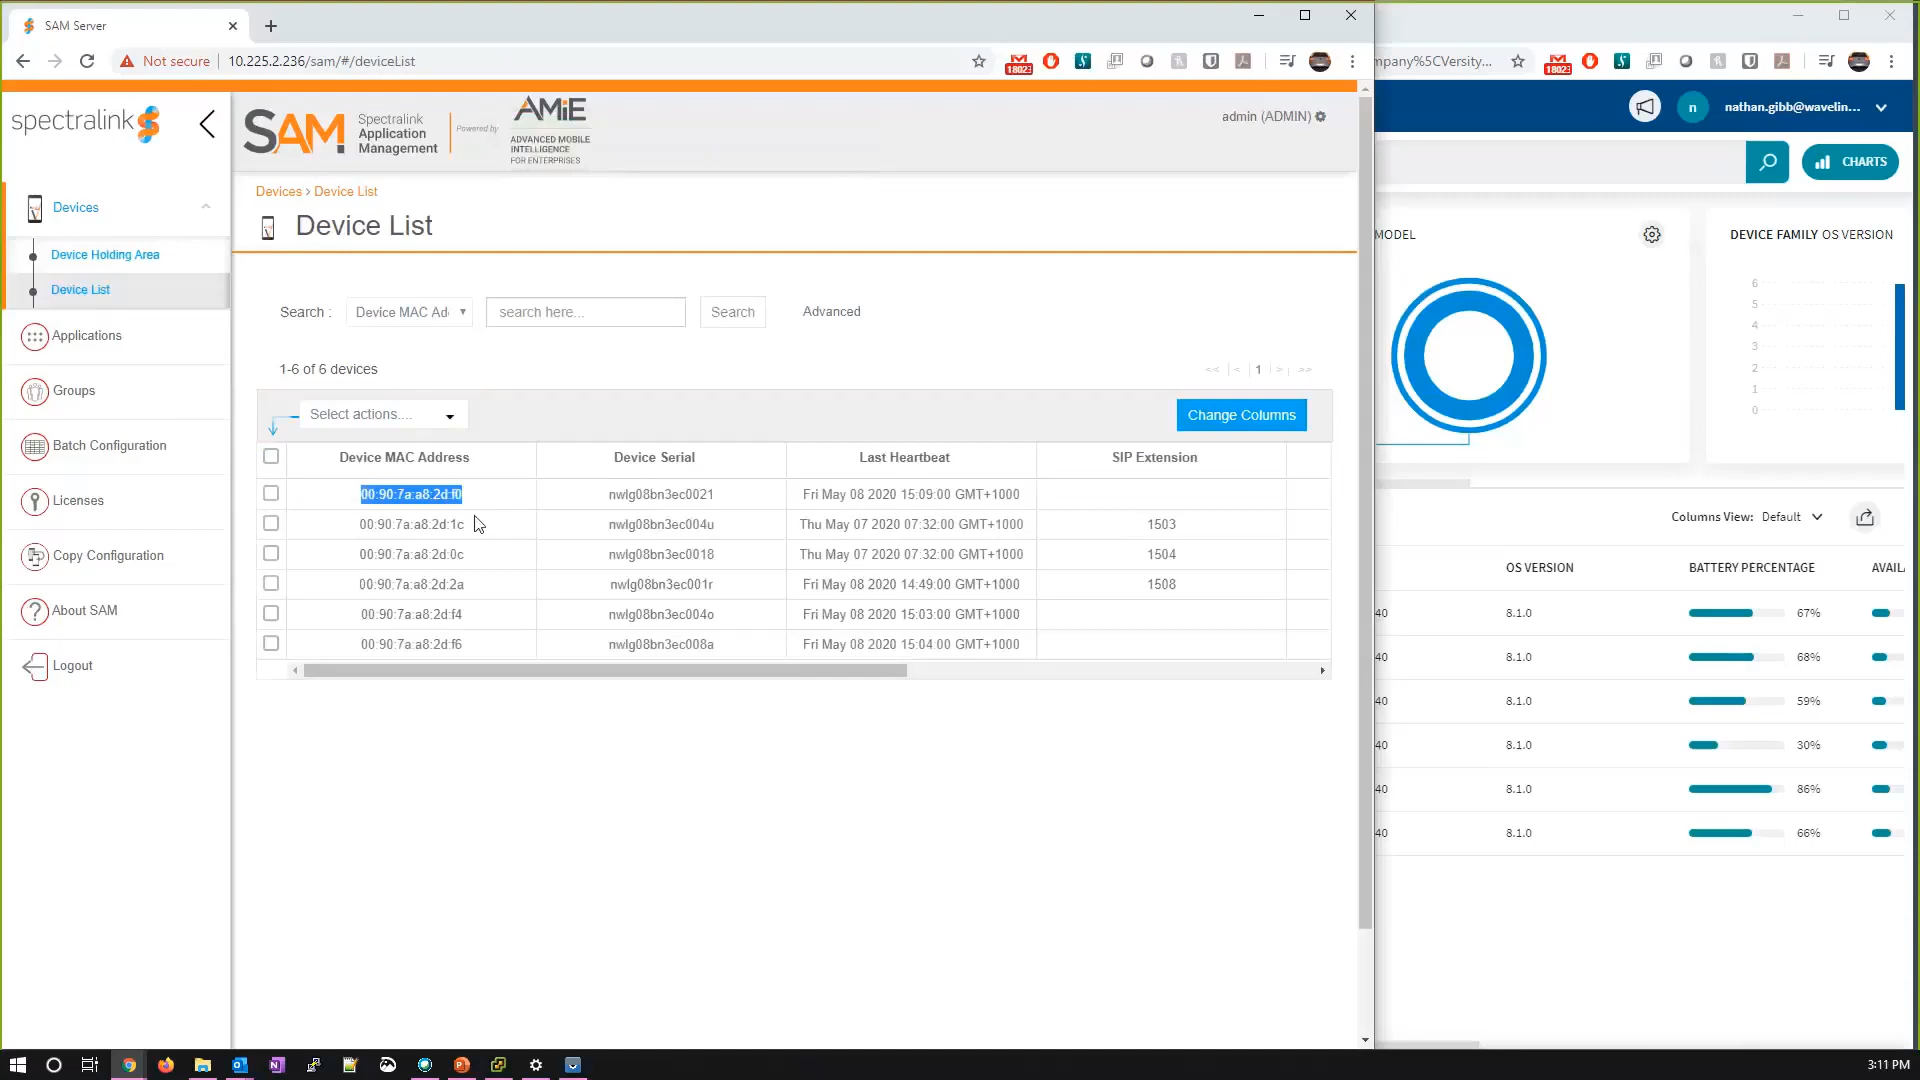 SAM Server
Not secure
10.225.2.236/sam/#/deviceList
18023
spectralink
SAM
Spectralink
Application
Management
Powered by
AMiE
ADVANCED MOBILE
INTELLIGENCE
FOR ENTERPRISES
admin (ADMIN)
Devices
Device Holding Area
Device List
Applications
Groups
Batch Configuration
Licenses
Copy Configuration
About SAM
Logout
Devices > Device List
Device List
Search :
Device MAC Ad
search here...
Search
Advanced
1-6 of 6 devices
<< < 1 > >>
Select actions....
Change Columns
Device MAC Address Device Serial Last Heartbeat SIP Extension
00:90:7a:a8:2d:f0 nwlg08bn3ec0021 Fri May 08 2020 15:09:00 GMT+1000
00:90:7a:a8:2d:1c nwlg08bn3ec004u Thu May 07 2020 07:32:00 GMT+1000 1503
00:90:7a:a8:2d:0c nwlg08bn3ec0018 Thu May 07 2020 07:32:00 GMT+1000 1504
00:90:7a:a8:2d:2a nwlg08bn3ec001r Fri May 08 2020 14:49:00 GMT+1000 1508
00:90:7a:a8:2d:f4 nwlg08bn3ec004o Fri May 08 2020 15:03:00 GMT+1000
00:90:7a:a8:2d:f6 nwlg08bn3ec008a Fri May 08 2020 15:04:00 GMT+1000
mpany%5CVersity...
18023
n
nathan.gibb@wavelin...
CHARTS
MODEL
DEVICE FAMILY OS VERSION
6
5
4
3
2
1
0
Columns View: Default
OS VERSION BATTERY PERCENTAGE AVAIL
40 8.1.0 67%
40 8.1.0 68%
40 8.1.0 59%
40 8.1.0 30%
40 8.1.0 86%
40 8.1.0 66%
3:11 PM